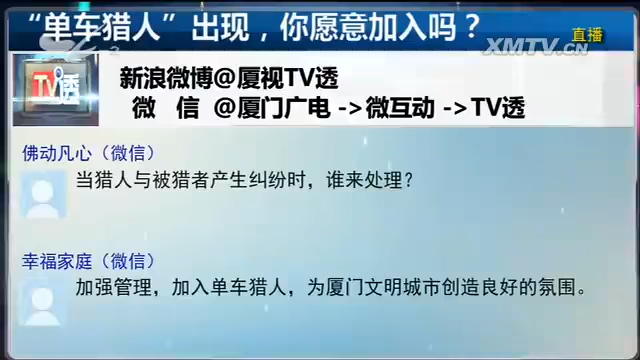 “单车猎人”出现，你愿意加入吗？
直播
XMTV.CN
TV透
新浪微博@厦视TV透
微 信 @厦门广电 ->微互动 ->TV透
佛动凡心（微信）
当猎人与被猎者产生纠纷时，谁来处理？
幸福家庭（微信）
加强管理，加入单车猎人，为厦门文明城市创造良好的氛围。